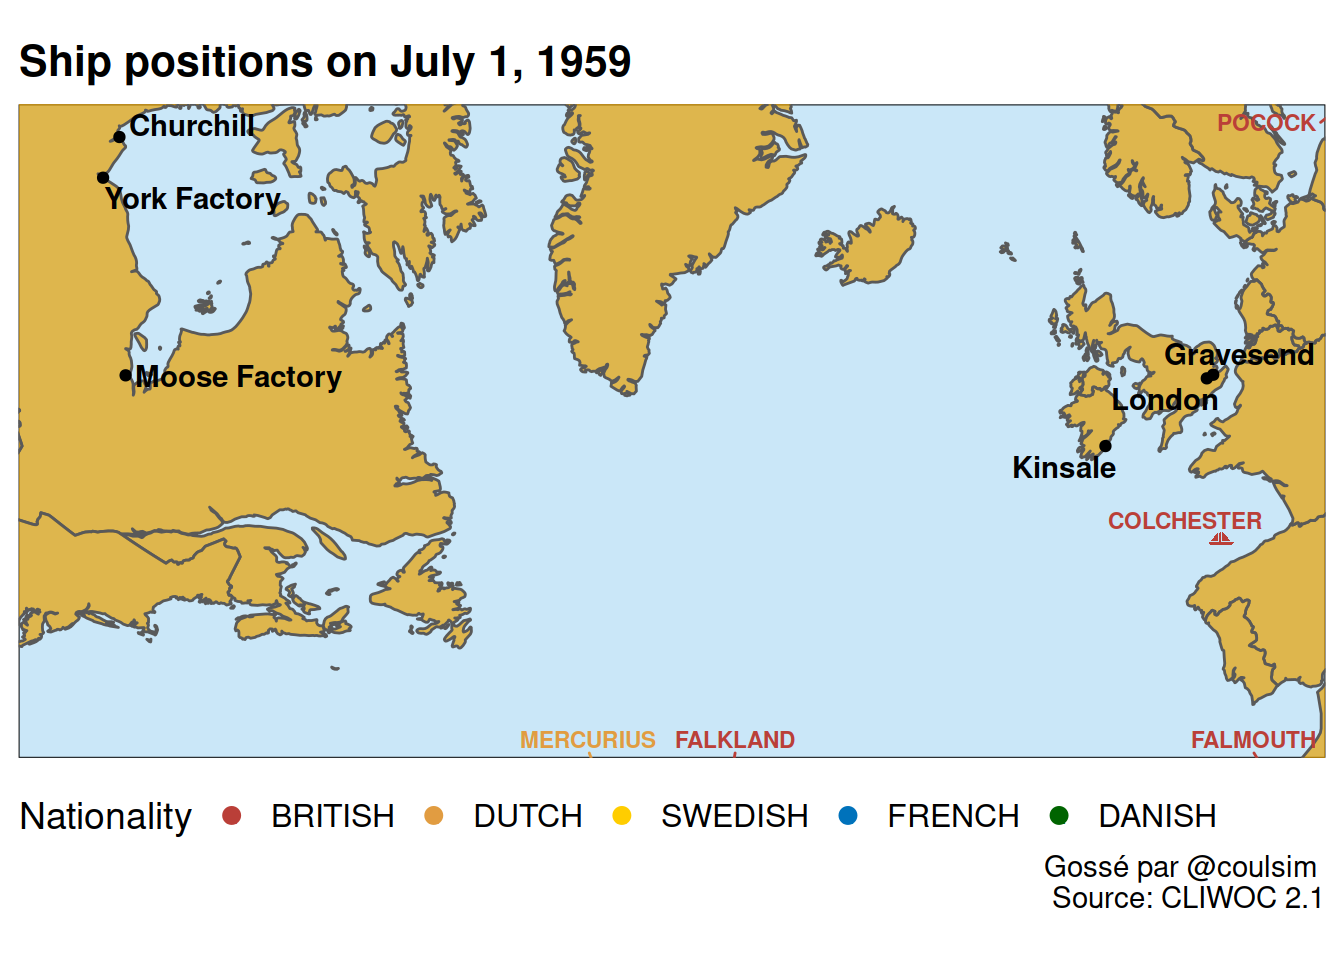 Ship positions on July 1, 1959
Churchill
POCOCK
York Factory
Gravesend
Moose Factory
London
Kinsale
COLCHESTER
MERCURIUS
FALKLAND
FALMOUTH
Nationality BRITISH DUTCH SWEDISH FRENCH DANISH
Gossé par @coulsim
Source: CLIWOC 2.1